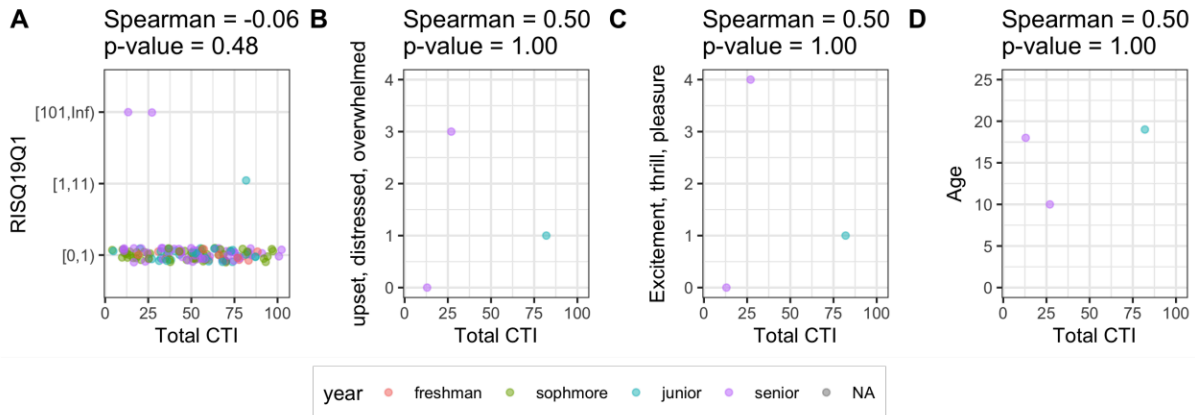 A
Spearman = -0.06
p-value = 0.48
RISQ19Q1
[101,Inf)
[1,11)
[0,1)
0 25 50 75 100
Total CTI
B
Spearman = 0.50
p-value = 1.00
upset, distressed, overwhelmed
4
3
2
1
0
0 25 50 75 100
Total CTI
C
Spearman = 0.50
p-value = 1.00
Excitement, thrill, pleasure
4
3
2
1
0
0 25 50 75 100
Total CTI
D
Spearman = 0.50
p-value = 1.00
Age
25
20
15
10
5
0
0 25 50 75 100
Total CTI
year freshman sophmore junior senior NA